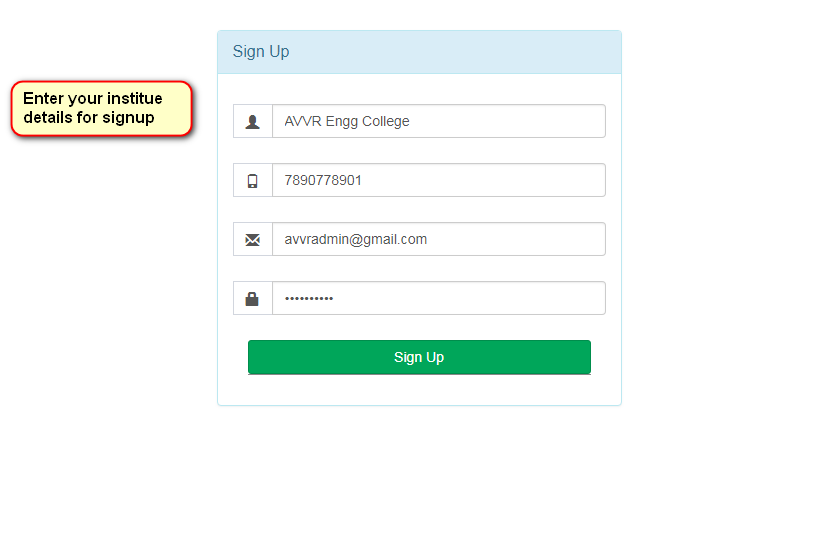 Sign Up
Enter your institue
details for signup
AVVR Engg College
7890778901
avvradmin@gmail.com
••••••••••
Sign Up